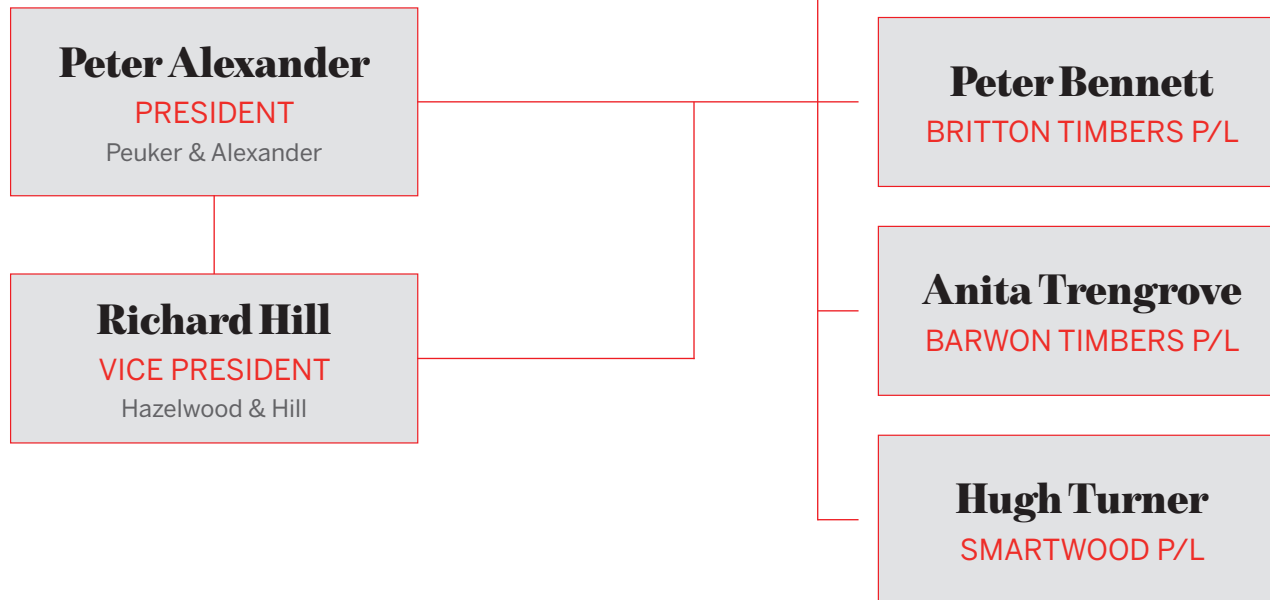 Peter Alexander
PRESIDENT
Peuker & Alexander
Richard Hill
VICE PRESIDENT
Hazelwood & Hill
Peter Bennett
BRITTON TIMBERS P/L
Anita Trengrove
BARWON TIMBERS P/L
Hugh Turner
SMARTWOOD P/L